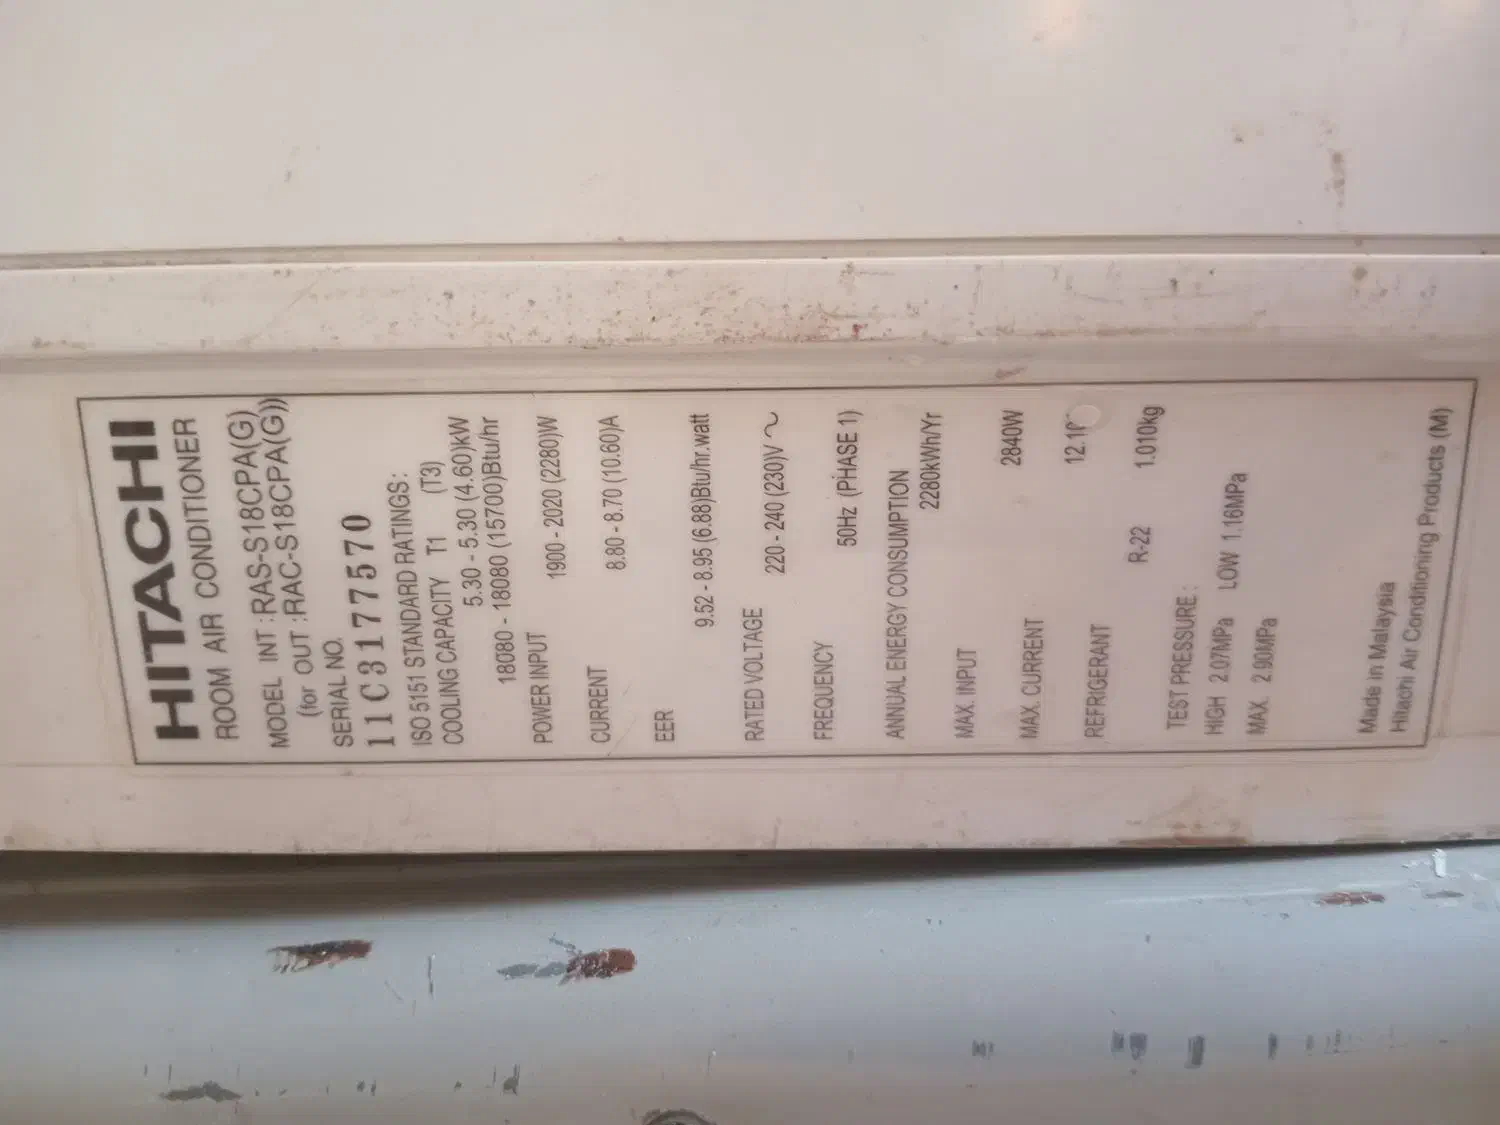 HITACHI
ROOM AIR CONDITIONER
MODEL INT :RAS-S18CPA(G)
(for OUT :RAC-S18CPA(G))
SERIAL NO.
11C3177570
ISO 5151 STANDARD RATINGS:
COOLING CAPACITY T1 (T3)
5.30 - 5.30 (4.60)kW
18080 - 18080 (15700)Btu/hr
POWER INPUT
1900 - 2020 (2280)W
CURRENT
8.80 - 8.70 (10.60)A
EER
9.52 - 8.95 (6.88)Btu/hr.watt
RATED VOLTAGE
220 - 240 (230)V ~
FREQUENCY
50Hz (PHASE 1)
ANNUAL ENERGY CONSUMPTION
2280kWh/Yr
MAX. INPUT
2840W
MAX. CURRENT
REFRIGERANT
R-22 1.010kg
TEST PRESSURE :
HIGH 2.07MPa LOW 1.16MPa
MAX. 2.90MPa
Made in Malaysia
Hitachi Air Conditioning Products (M)